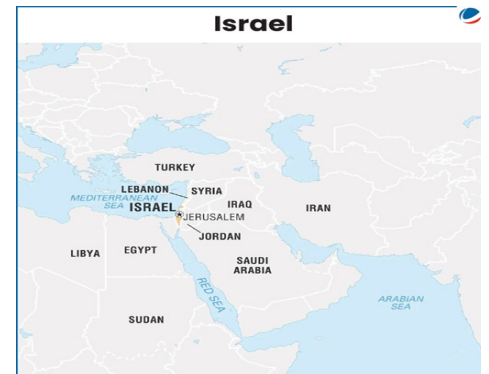 Israel
TURKEY
LEBANON
SYRIA
MEDITERRANEAN
SEA
ISRAEL
IRAQ
IRAN
JERUSALEM
JORDAN
LIBYA
EGYPT
SAUDI
ARABIA
RED SEA
ARABIAN
SEA
SUDAN